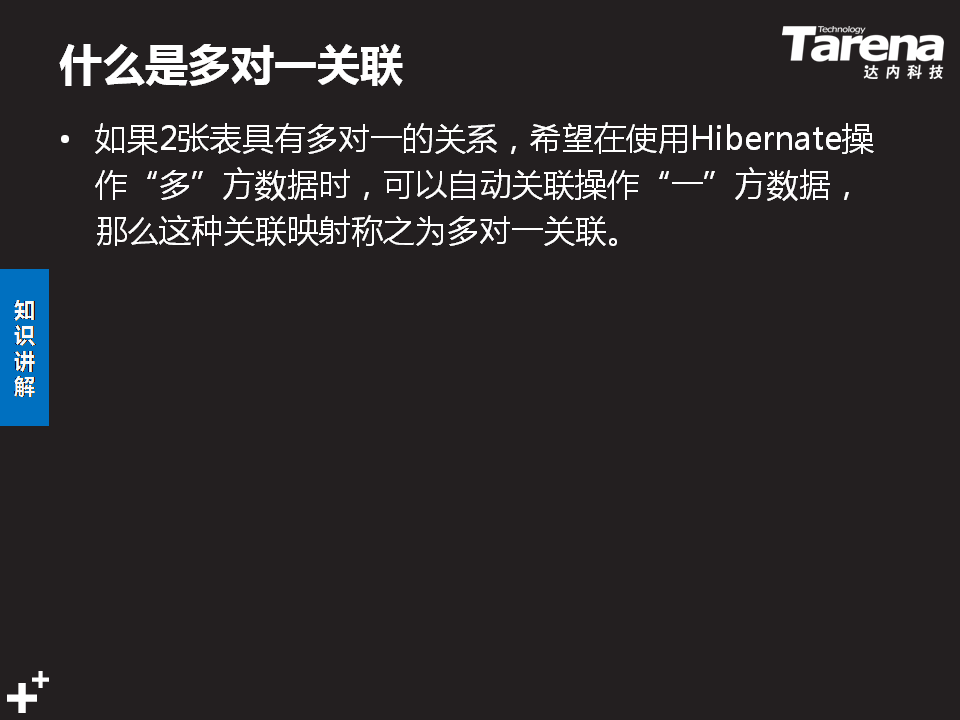 什么是多对一关联
Technology
Tarena
达内科技
• 如果2张表具有多对一的关系，希望在使用Hibernate操
作“多”方数据时，可以自动关联操作“一”方数据，
那么这种关联映射称之为多对一关联。
知
识
讲
解